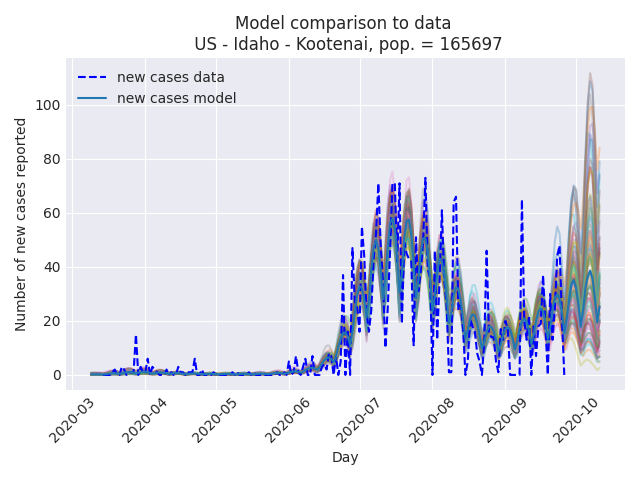 Model comparison to data
US - Idaho - Kootenai, pop. = 165697
new cases data
new cases model
Number of new cases reported
100
80
60
40
20
0
2020-03
2020-04
2020-05
2020-06
2020-07
2020-08
2020-09
2020-10
Day